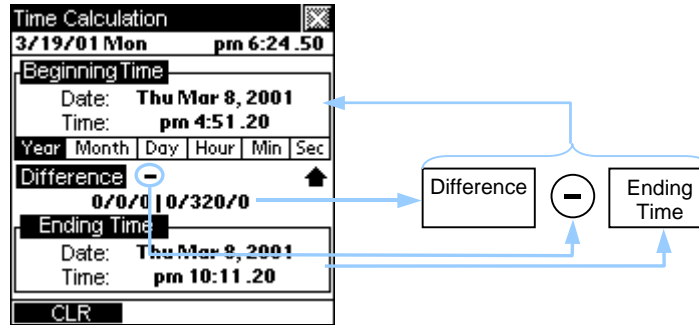 Time Calculation
3/19/01 Mon pm 6:24 .50
Beginning Time
Date: Thu Mar 8, 2001
Time: pm 4:51 .20
Year Month Day Hour Min Sec
Difference −
0/0/0|0/320/0
Ending Time
Date: Thu Mar 8, 2001
Time: pm 10:11 .20
CLR
Difference − Ending
Time